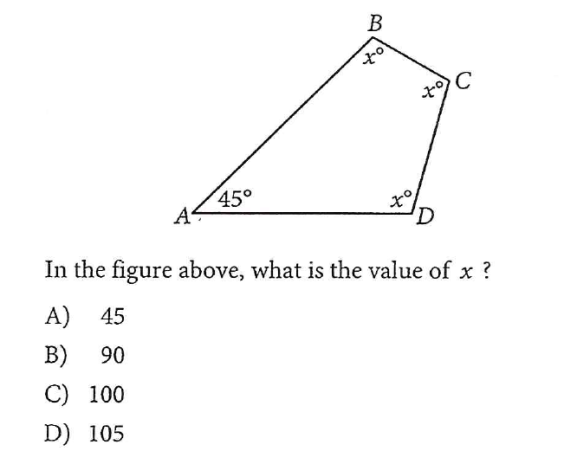 B
x°
x° C
45° x°
A D
In the figure above, what is the value of x ?
A) 45
B) 90
C) 100
D) 105